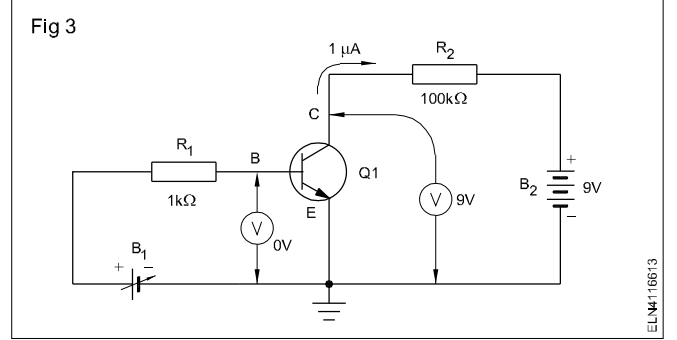 Fig 3
1 μA
R2
100kΩ
C
R1
B
Q1
1kΩ
E
V
9V
B2
+
9V
−
V
0V
B1
+
−
ELN4116613